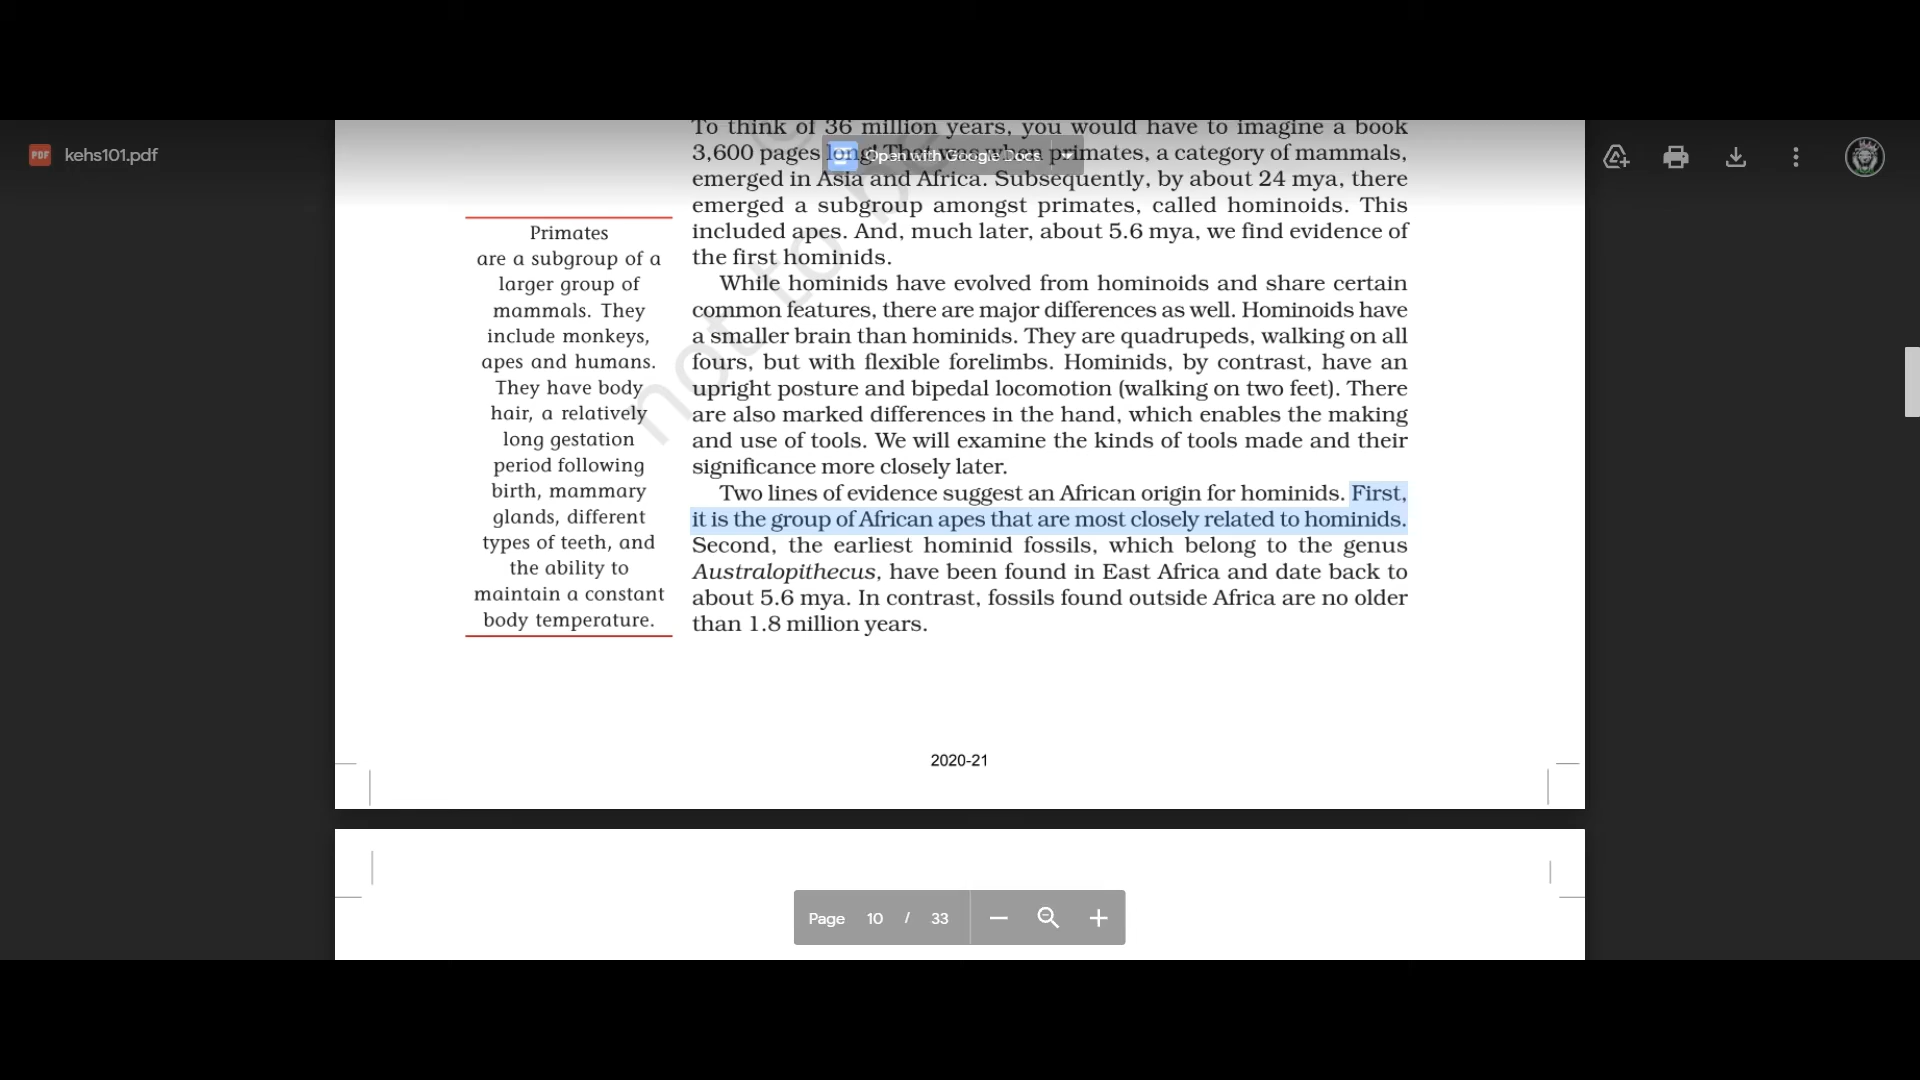 kehs101.pdf
Open with Google Docs
To think of 36 million years, you would have to imagine a book
3,600 pages long! That was when primates, a category of mammals,
emerged in Asia and Africa. Subsequently, by about 24 mya, there
emerged a subgroup amongst primates, called hominoids. This
included apes. And, much later, about 5.6 mya, we find evidence of
the first hominids.
While hominids have evolved from hominoids and share certain
common features, there are major differences as well. Hominoids have
a smaller brain than hominids. They are quadrupeds, walking on all
fours, but with flexible forelimbs. Hominids, by contrast, have an
upright posture and bipedal locomotion (walking on two feet). There
are also marked differences in the hand, which enables the making
and use of tools. We will examine the kinds of tools made and their
significance more closely later.
Two lines of evidence suggest an African origin for hominids. First,
it is the group of African apes that are most closely related to hominids.
Second, the earliest hominid fossils, which belong to the genus
Australopithecus, have been found in East Africa and date back to
about 5.6 mya. In contrast, fossils found outside Africa are no older
than 1.8 million years.
Primates
are a subgroup of a
larger group of
mammals. They
include monkeys,
apes and humans.
They have body
hair, a relatively
long gestation
period following
birth, mammary
glands, different
types of teeth, and
the ability to
maintain a constant
body temperature.
not to
2020-21
Page 10 / 33